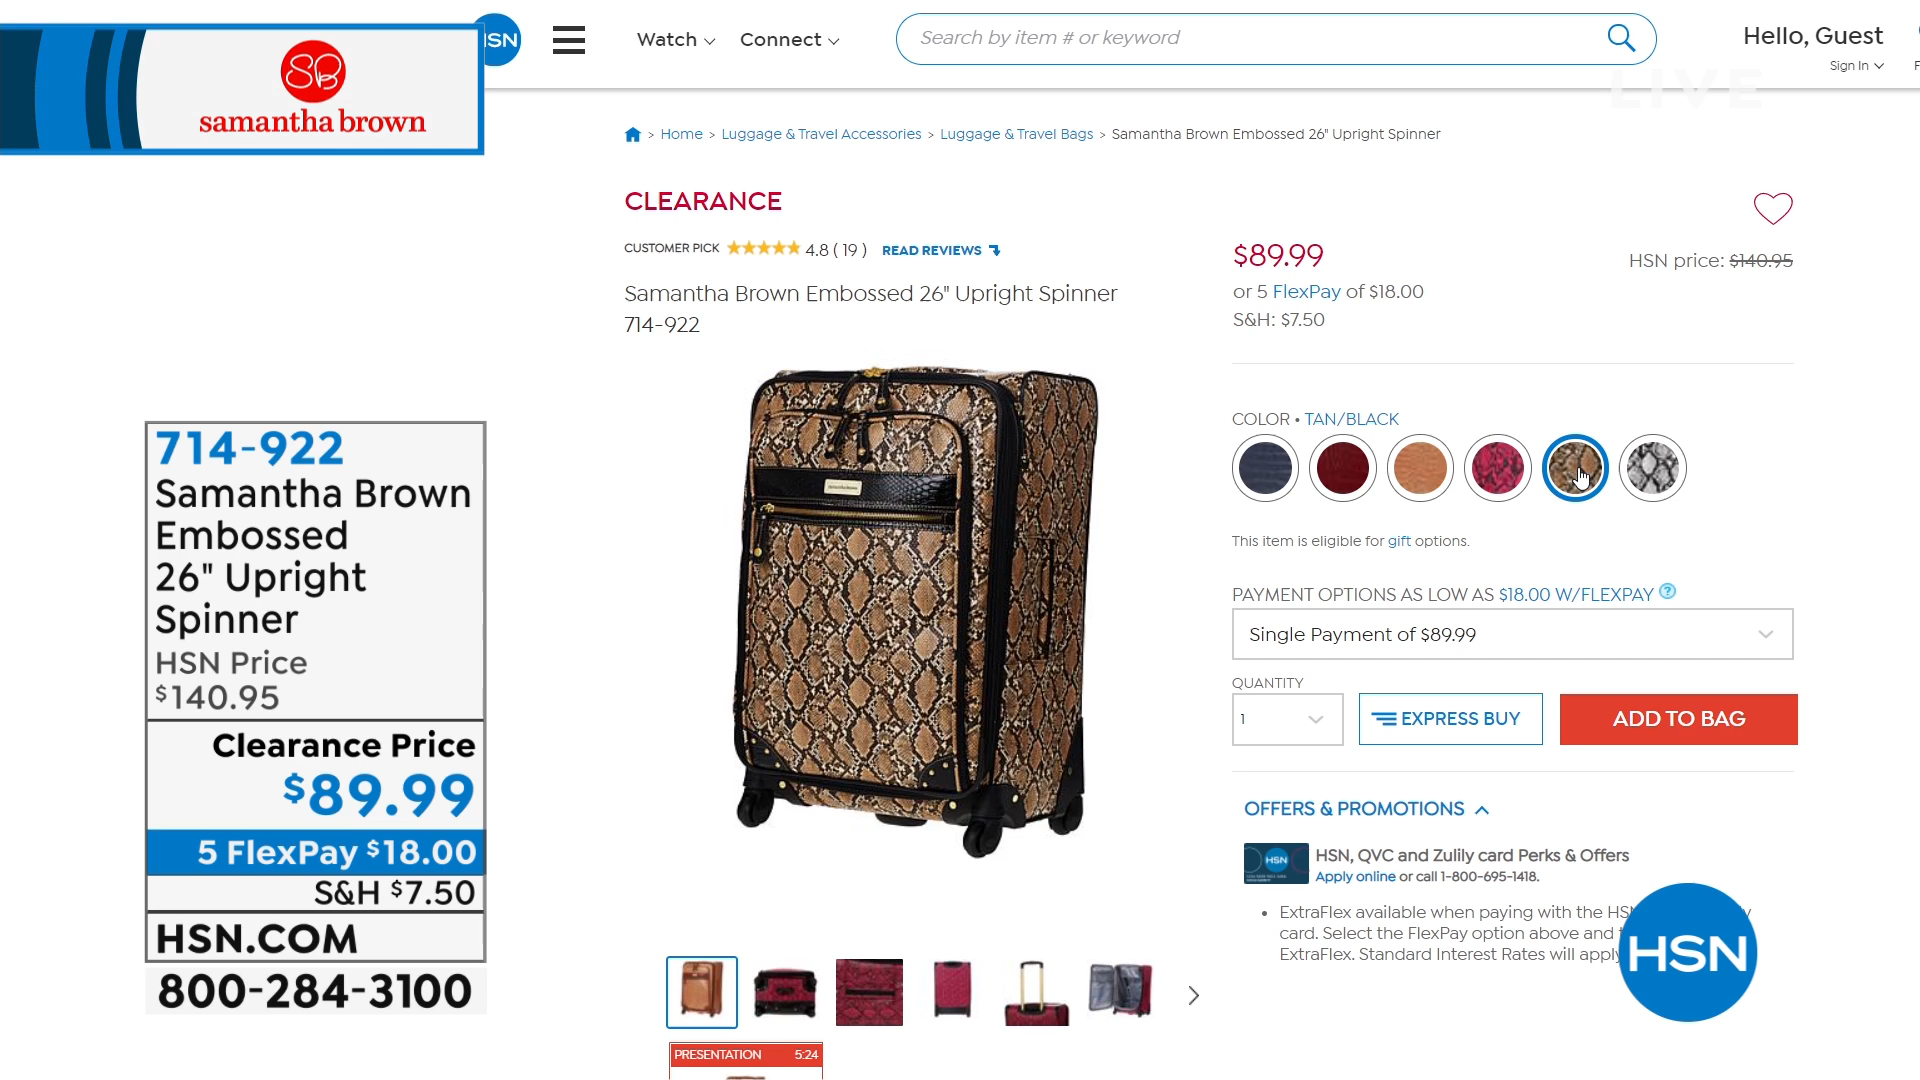 samantha brown
HSN
Watch
Connect
Search by item # or keyword
Hello, Guest
Sign In
LIVE
> Home > Luggage & Travel Accessories > Luggage & Travel Bags > Samantha Brown Embossed 26" Upright Spinner
CLEARANCE
CUSTOMER PICK 4.8 ( 19 ) READ REVIEWS
Samantha Brown Embossed 26" Upright Spinner
714-922
$89.99
HSN price: $140.95
or 5 FlexPay of $18.00
S&H: $7.50
COLOR • TAN/BLACK
This item is eligible for gift options.
PAYMENT OPTIONS AS LOW AS $18.00 W/FLEXPAY ?
Single Payment of $89.99
QUANTITY
1
EXPRESS BUY
ADD TO BAG
OFFERS & PROMOTIONS
HSN
HSN, QVC and Zulily card Perks & Offers
Apply online or call 1-800-695-1418.
• ExtraFlex available when paying with the
card. Select the FlexPay option above and
ExtraFlex. Standard Interest Rates will apply
HSN
714-922
Samantha Brown
Embossed
26" Upright
Spinner
HSN Price
$140.95
Clearance Price
$89.99
5 FlexPay $18.00
S&H $7.50
HSN.COM
800-284-3100
PRESENTATION 5:24